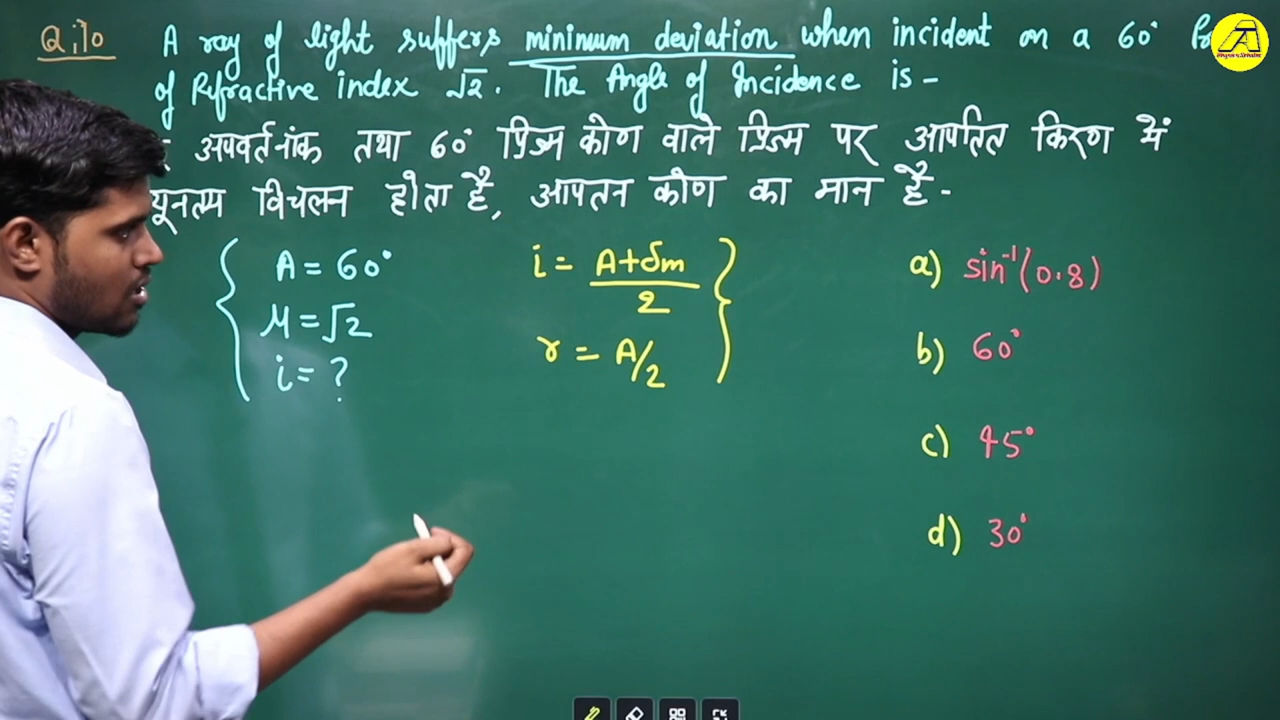 Q.10 A ray of light suffers minimum deviation when incident on a 60°
of Refractive index √2. The Angle of Incidence is -
अपवर्तनांक तथा 60° प्रिज्म कोण वाले प्रिज्म पर आपतित किरण में
यूनतम विचलन होता है, आपतन कोण का मान है -
A = 60°
μ = √2
i = ?
i = A+δm/2
r = A/2
a) sin⁻¹(0.8)
b) 60°
c) 45°
d) 30°